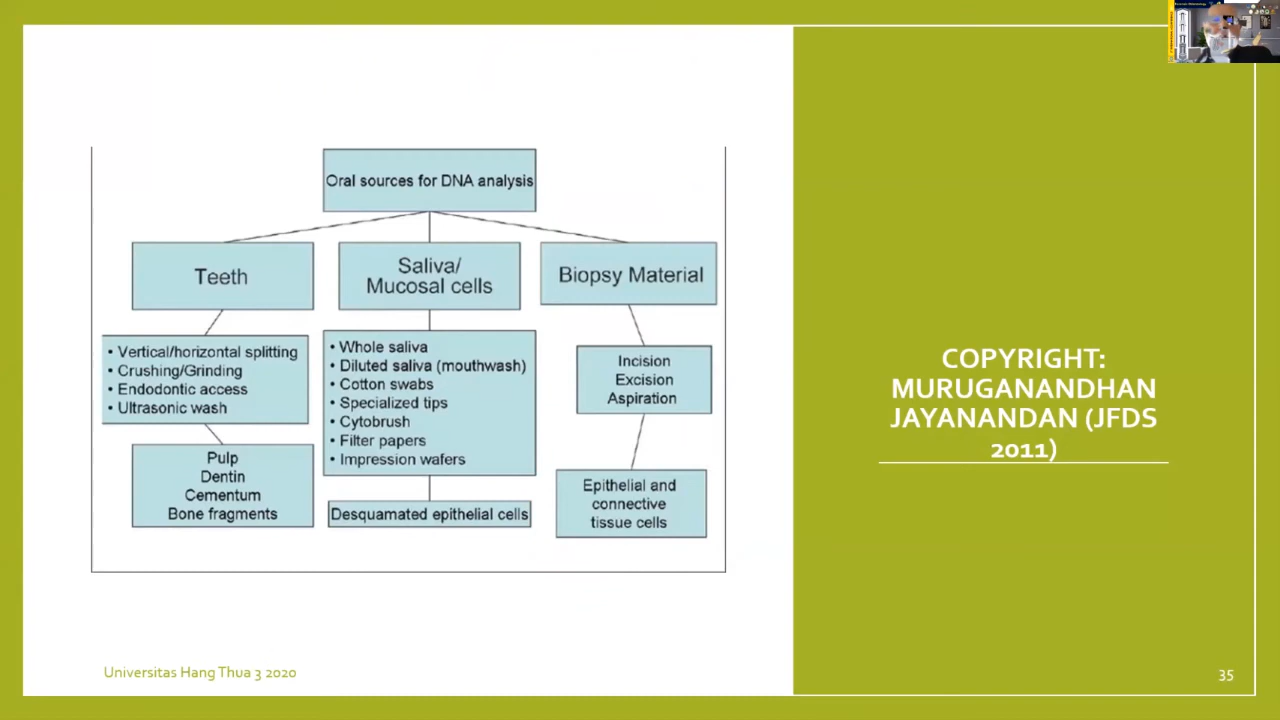 Oral sources for DNA analysis
Teeth
• Vertical/horizontal splitting
• Crushing/Grinding
• Endodontic access
• Ultrasonic wash
Pulp
Dentin
Cementum
Bone fragments
Saliva/
Mucosal cells
• Whole saliva
• Diluted saliva (mouthwash)
• Cotton swabs
• Specialized tips
• Cytobrush
• Filter papers
• Impression wafers
Desquamated epithelial cells
Biopsy Material
Incision
Excision
Aspiration
Epithelial and
connective
tissue cells
COPYRIGHT:
MURUGANANDHAN
JAYANANDAN (JFDS
2011)
Universitas Hang Thua 3 2020
35